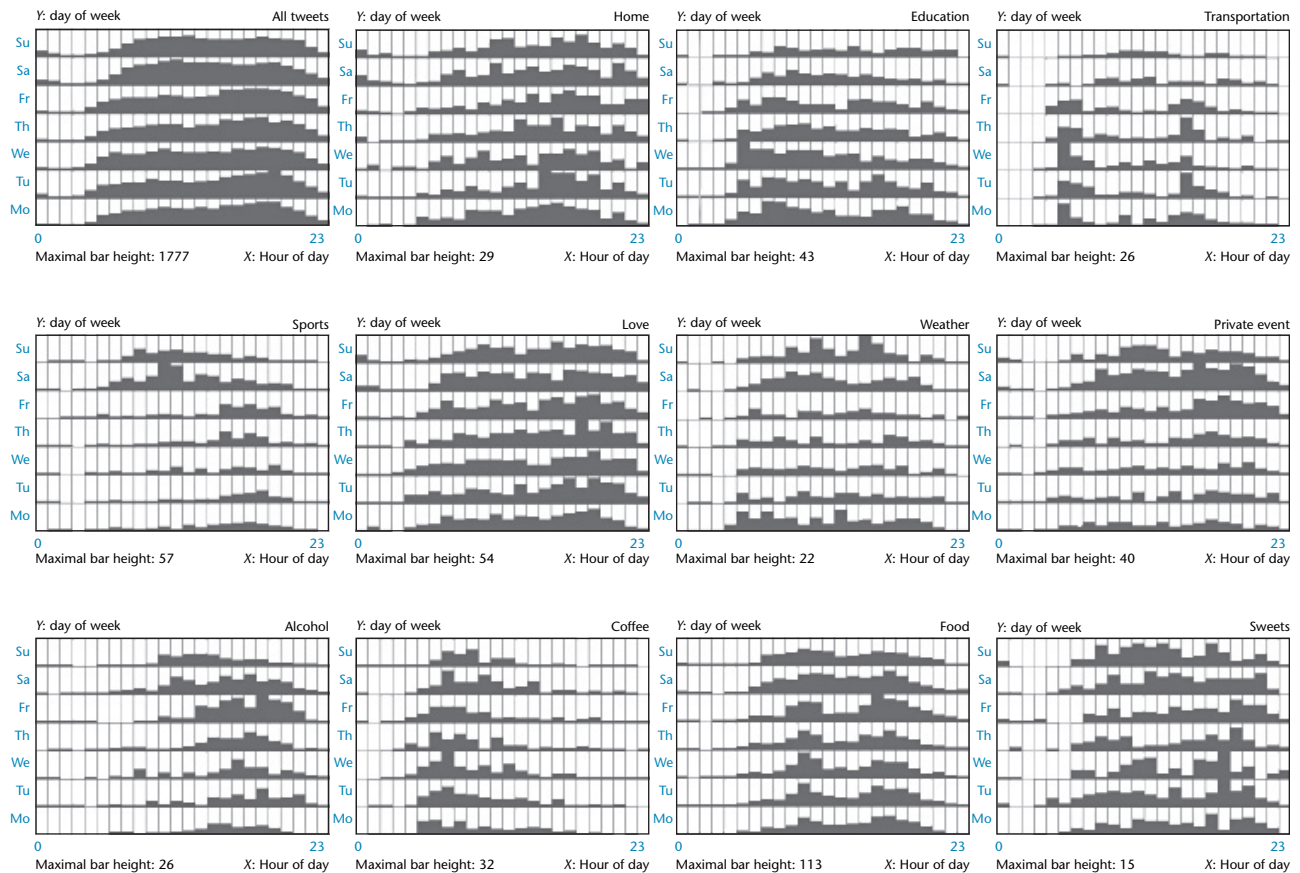 Y: day of week All tweets
Su
Sa
Fr
Th
We
Tu
Mo
0 23
Maximal bar height: 1777 X: Hour of day
Y: day of week Home
Su
Sa
Fr
Th
We
Tu
Mo
0 23
Maximal bar height: 29 X: Hour of day
Y: day of week Education
Su
Sa
Fr
Th
We
Tu
Mo
0 23
Maximal bar height: 43 X: Hour of day
Y: day of week Transportation
Su
Sa
Fr
Th
We
Tu
Mo
0 23
Maximal bar height: 26 X: Hour of day
Y: day of week Sports
Su
Sa
Fr
Th
We
Tu
Mo
0 23
Maximal bar height: 57 X: Hour of day
Y: day of week Love
Su
Sa
Fr
Th
We
Tu
Mo
0 23
Maximal bar height: 54 X: Hour of day
Y: day of week Weather
Su
Sa
Fr
Th
We
Tu
Mo
0 23
Maximal bar height: 22 X: Hour of day
Y: day of week Private event
Su
Sa
Fr
Th
We
Tu
Mo
0 23
Maximal bar height: 40 X: Hour of day
Y: day of week Alcohol
Su
Sa
Fr
Th
We
Tu
Mo
0 23
Maximal bar height: 26 X: Hour of day
Y: day of week Coffee
Su
Sa
Fr
Th
We
Tu
Mo
0 23
Maximal bar height: 32 X: Hour of day
Y: day of week Food
Su
Sa
Fr
Th
We
Tu
Mo
0 23
Maximal bar height: 113 X: Hour of day
Y: day of week Sweets
Su
Sa
Fr
Th
We
Tu
Mo
0 23
Maximal bar height: 15 X: Hour of day